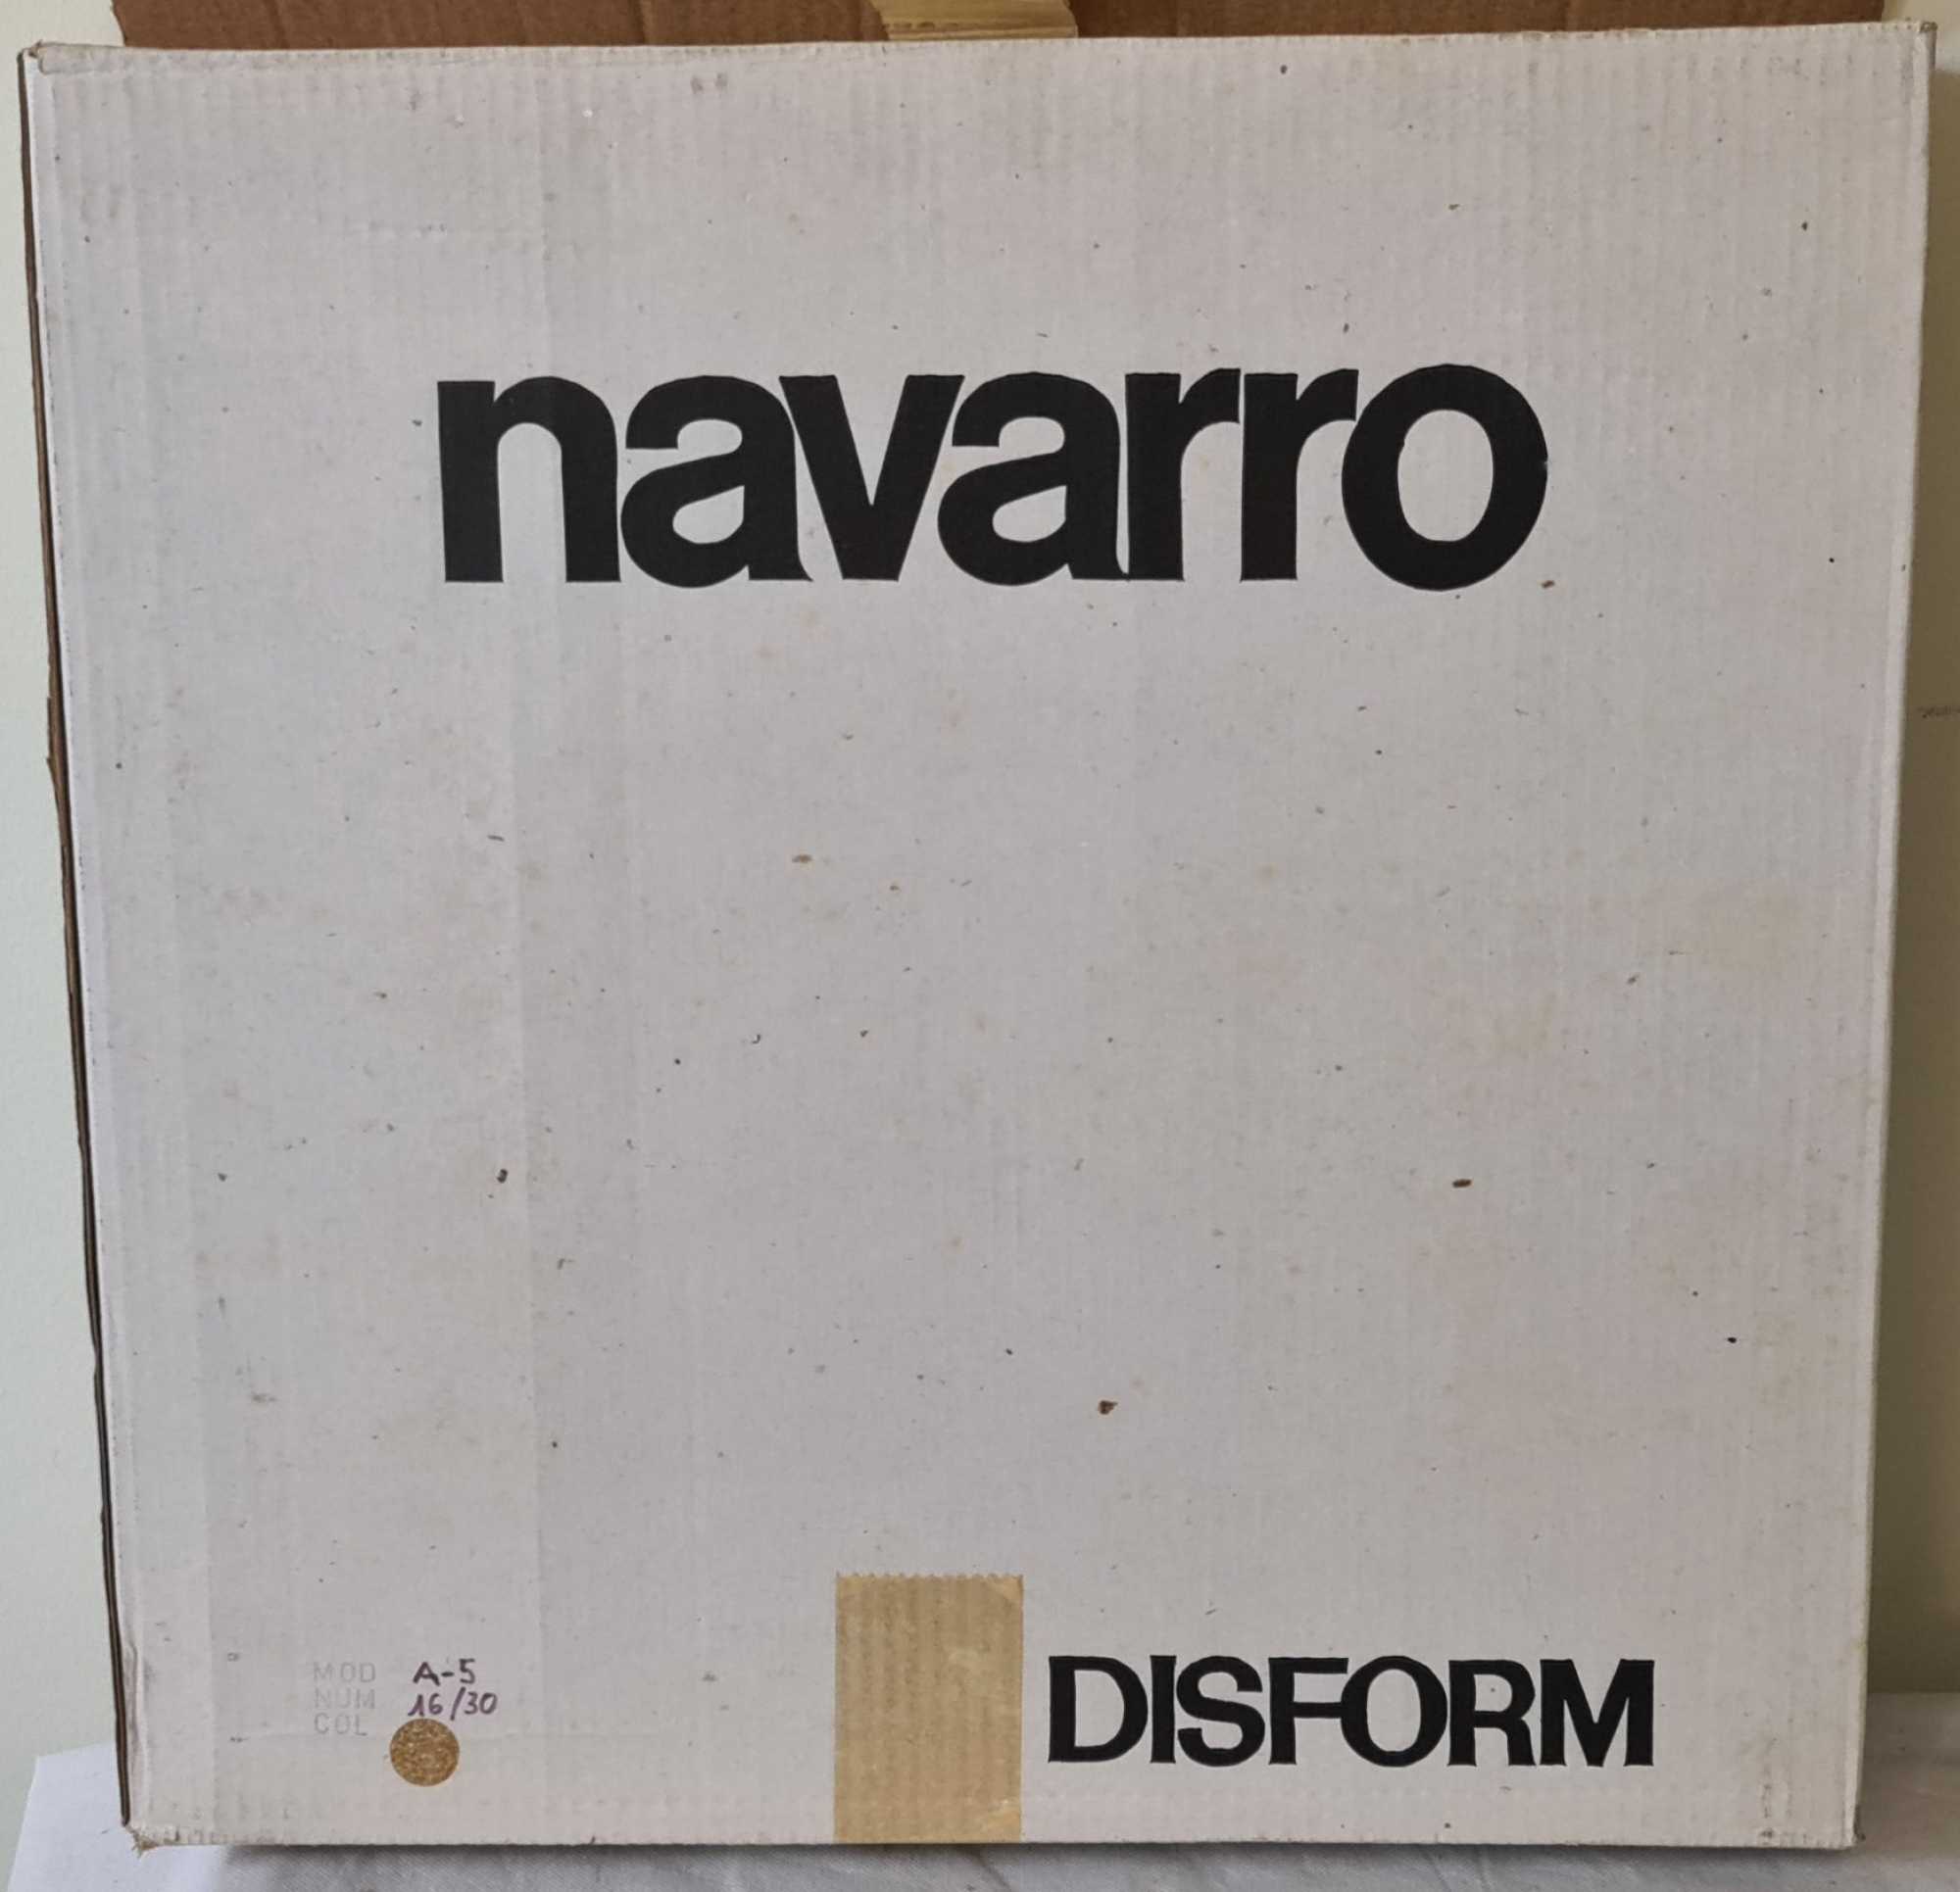 navarro
MOD A-5
NUM 16/30
COL
DISFORM